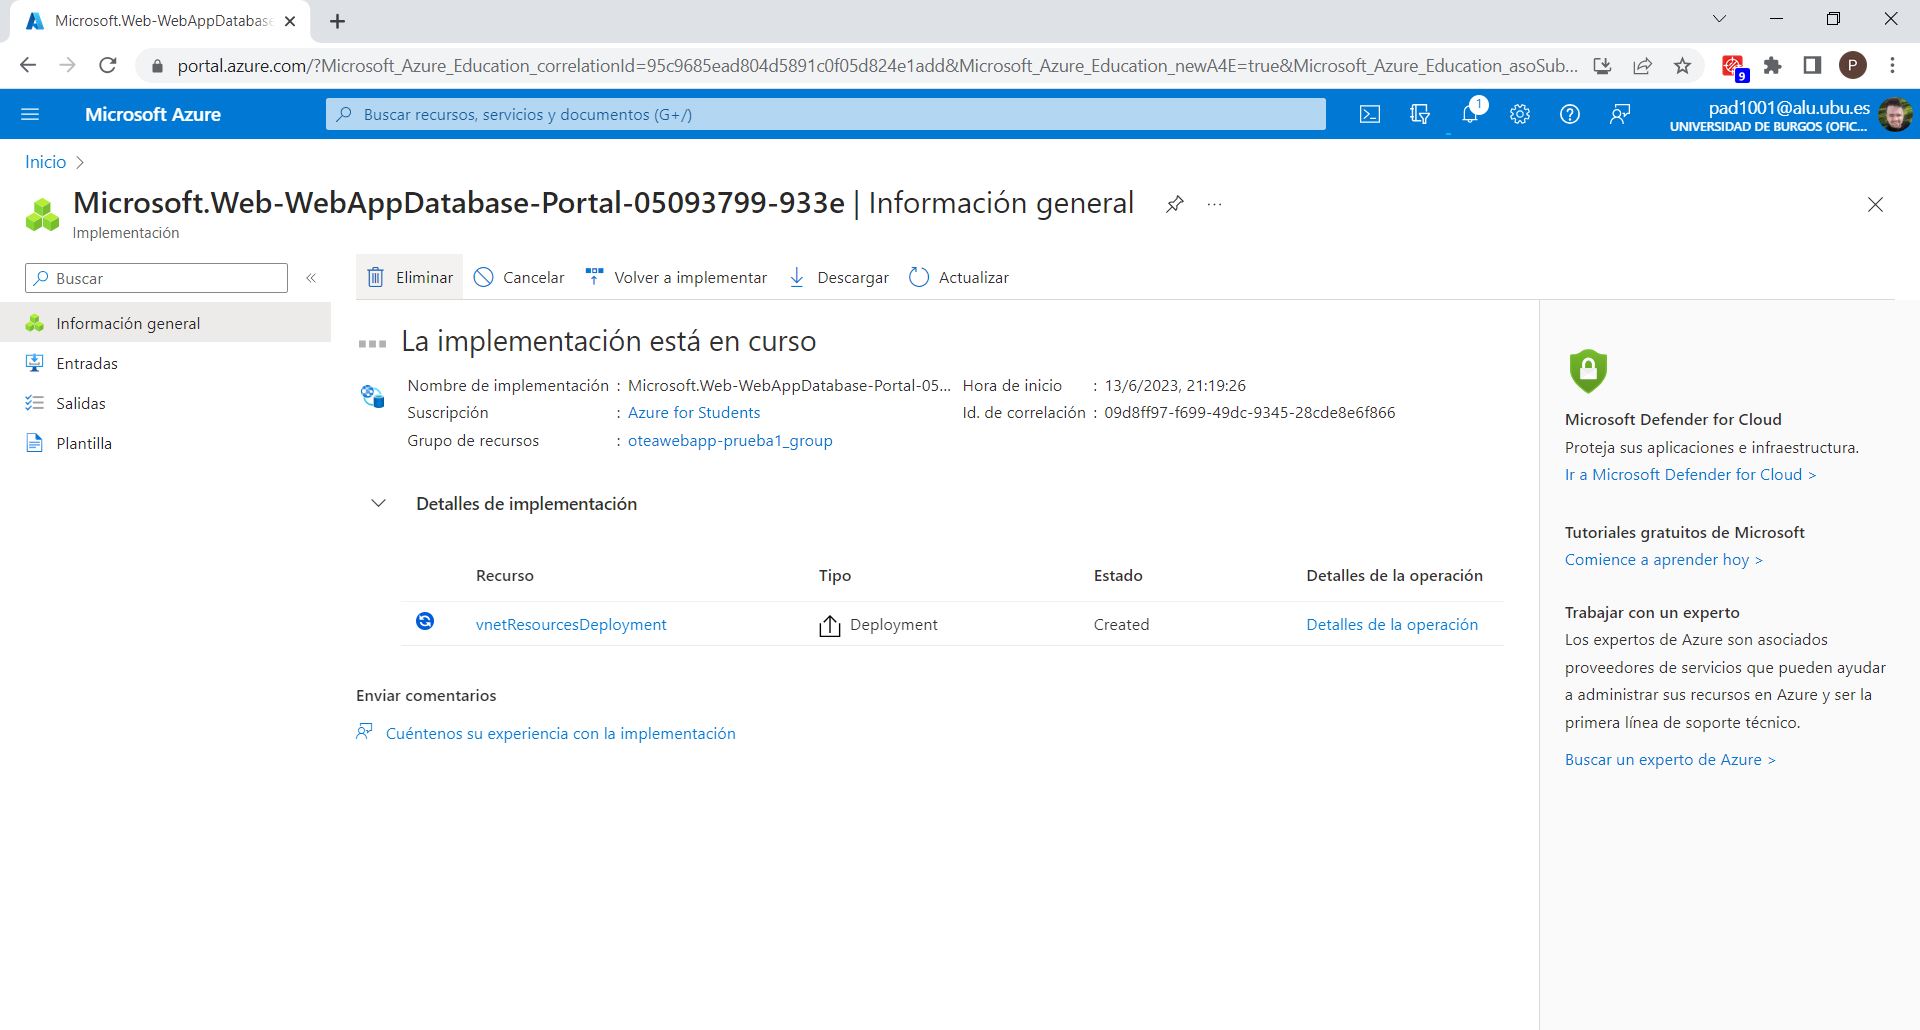 Microsoft.Web-WebAppDatabase
portal.azure.com/?Microsoft_Azure_Education_correlationId=95c9685ead804d5891c0f05d824e1add&Microsoft_Azure_Education_newA4E=true&Microsoft_Azure_Education_asoSub...
9
P
Microsoft Azure
Buscar recursos, servicios y documentos (G+/)
1
pad1001@alu.ubu.es
UNIVERSIDAD DE BURGOS (OFIC...
Inicio
Microsoft.Web-WebAppDatabase-Portal-05093799-933e | Información general
Implementación
Buscar
Información general
Entradas
Salidas
Plantilla
Eliminar Cancelar Volver a implementar Descargar Actualizar
La implementación está en curso
Nombre de implementación : Microsoft.Web-WebAppDatabase-Portal-05... Hora de inicio : 13/6/2023, 21:19:26
Suscripción : Azure for Students Id. de correlación : 09d8ff97-f699-49dc-9345-28cde8e6f866
Grupo de recursos : oteawebapp-prueba1_group
Detalles de implementación
Recurso Tipo Estado Detalles de la operación
vnetResourcesDeployment Deployment Created Detalles de la operación
Enviar comentarios
Cuéntenos su experiencia con la implementación
Microsoft Defender for Cloud
Proteja sus aplicaciones e infraestructura.
Ir a Microsoft Defender for Cloud >
Tutoriales gratuitos de Microsoft
Comience a aprender hoy >
Trabajar con un experto
Los expertos de Azure son asociados
proveedores de servicios que pueden ayudar
a administrar sus recursos en Azure y ser la
primera línea de soporte técnico.
Buscar un experto de Azure >